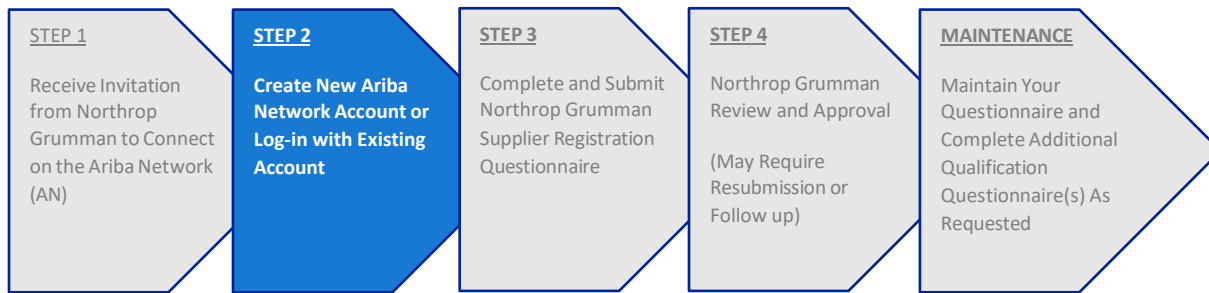 STEP 1
Receive Invitation
from Northrop
Grumman to Connect
on the Ariba Network
(AN)
STEP 2
Create New Ariba
Network Account or
Log-in with Existing
Account
STEP 3
Complete and Submit
Northrop Grumman
Supplier Registration
Questionnaire
STEP 4
Northrop Grumman
Review and Approval
(May Require
Resubmission or
Follow up)
MAINTENANCE
Maintain Your
Questionnaire and
Complete Additional
Qualification
Questionnaire(s) As
Requested